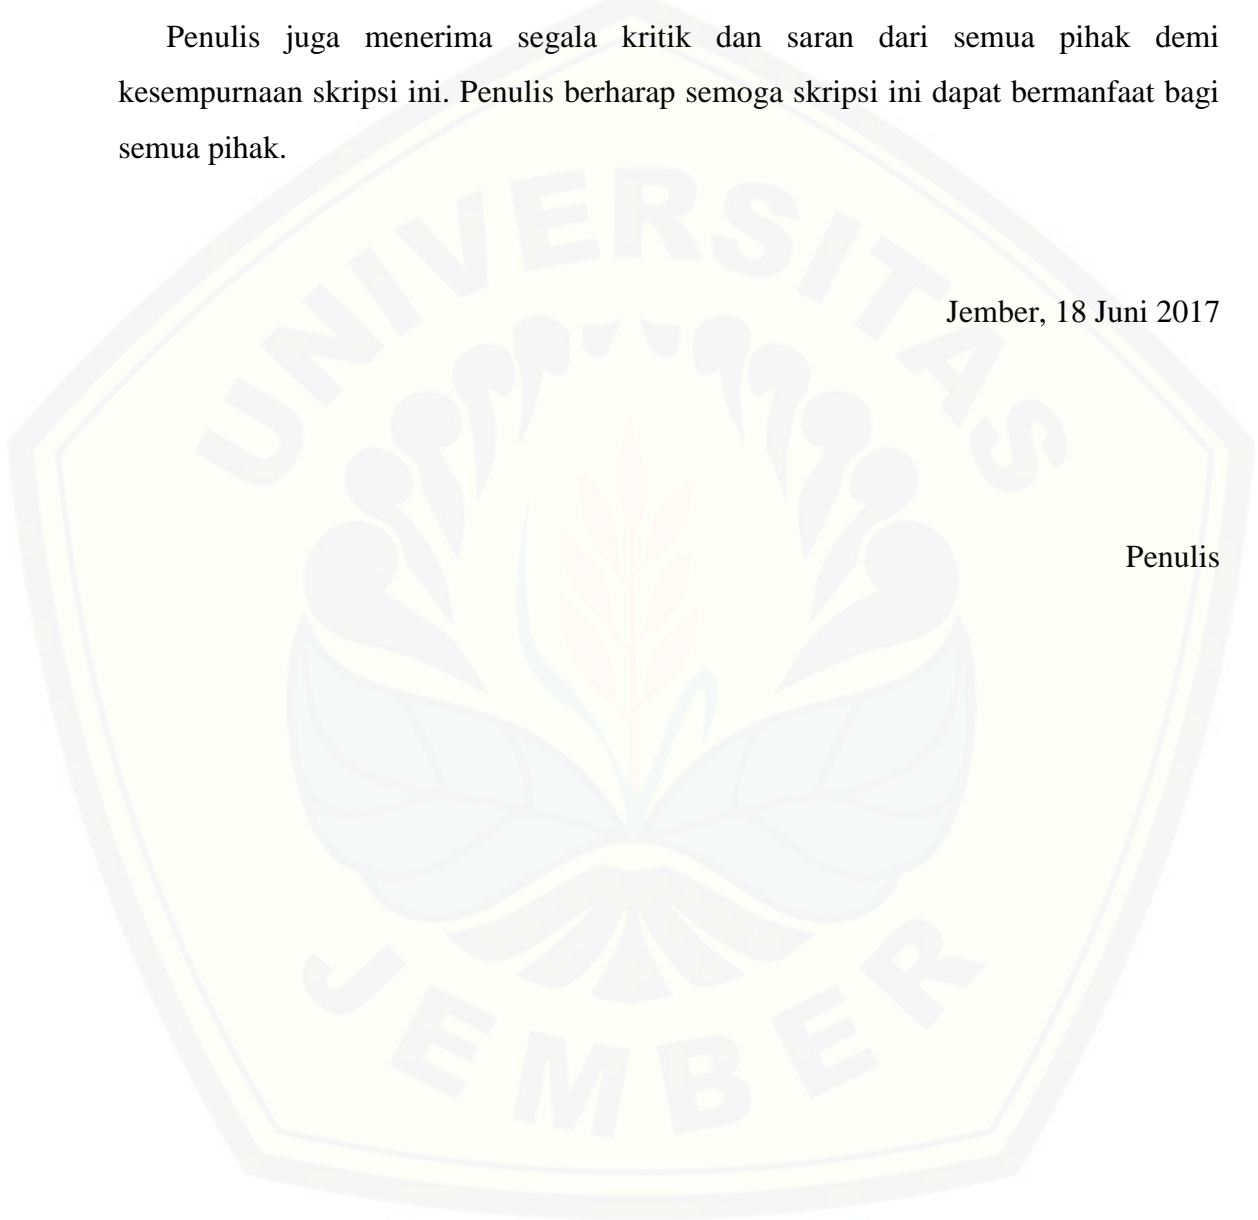 Penulis juga menerima segala kritik dan saran dari semua pihak demi
kesempurnaan skripsi ini. Penulis berharap semoga skripsi ini dapat bermanfaat bagi
semua pihak.
UNIVERSITAS
Jember, 18 Juni 2017
Penulis
JEMBER